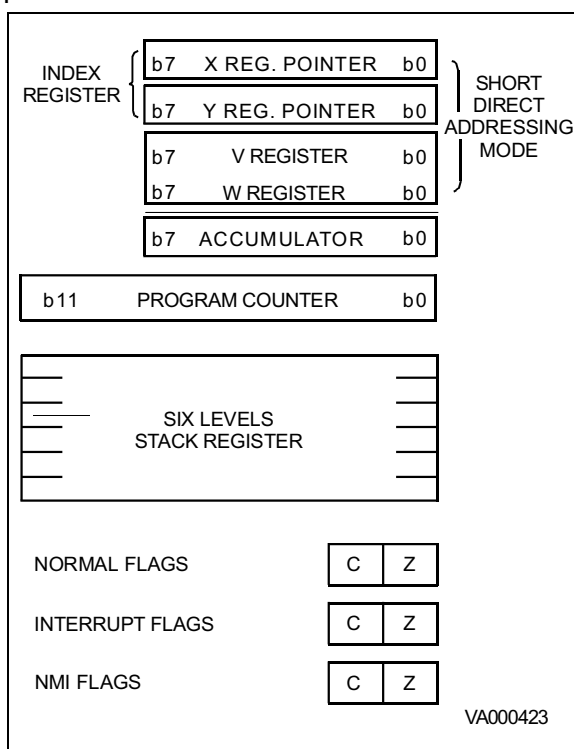 INDEX
REGISTER
b7 X REG. POINTER b0
b7 Y REG. POINTER b0
SHORT
DIRECT
ADDRESSING
MODE
b7 V REGISTER b0
b7 W REGISTER b0
b7 ACCUMULATOR b0
b11 PROGRAM COUNTER b0
SIX LEVELS
STACK REGISTER
NORMAL FLAGS C Z
INTERRUPT FLAGS C Z
NMI FLAGS C Z
VA000423